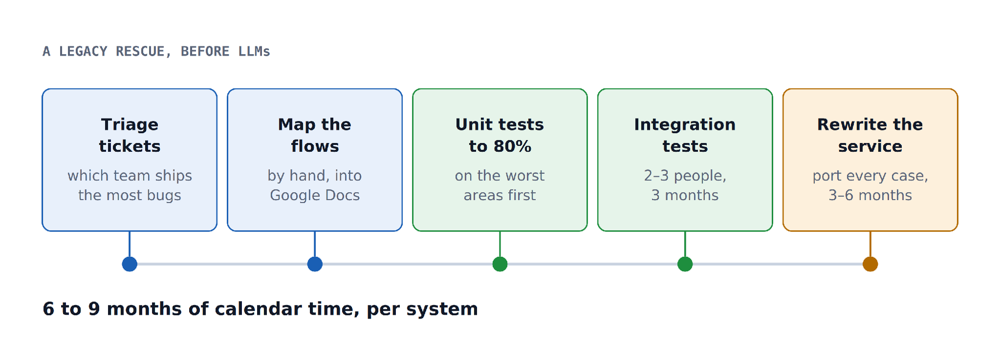 A LEGACY RESCUE, BEFORE LLMs
Triage
tickets
which team ships
the most bugs
Map the
flows
by hand, into
Google Docs
Unit tests
to 80%
on the worst
areas first
Integration
tests
2–3 people,
3 months
Rewrite the
service
port every case,
3–6 months
6 to 9 months of calendar time, per system